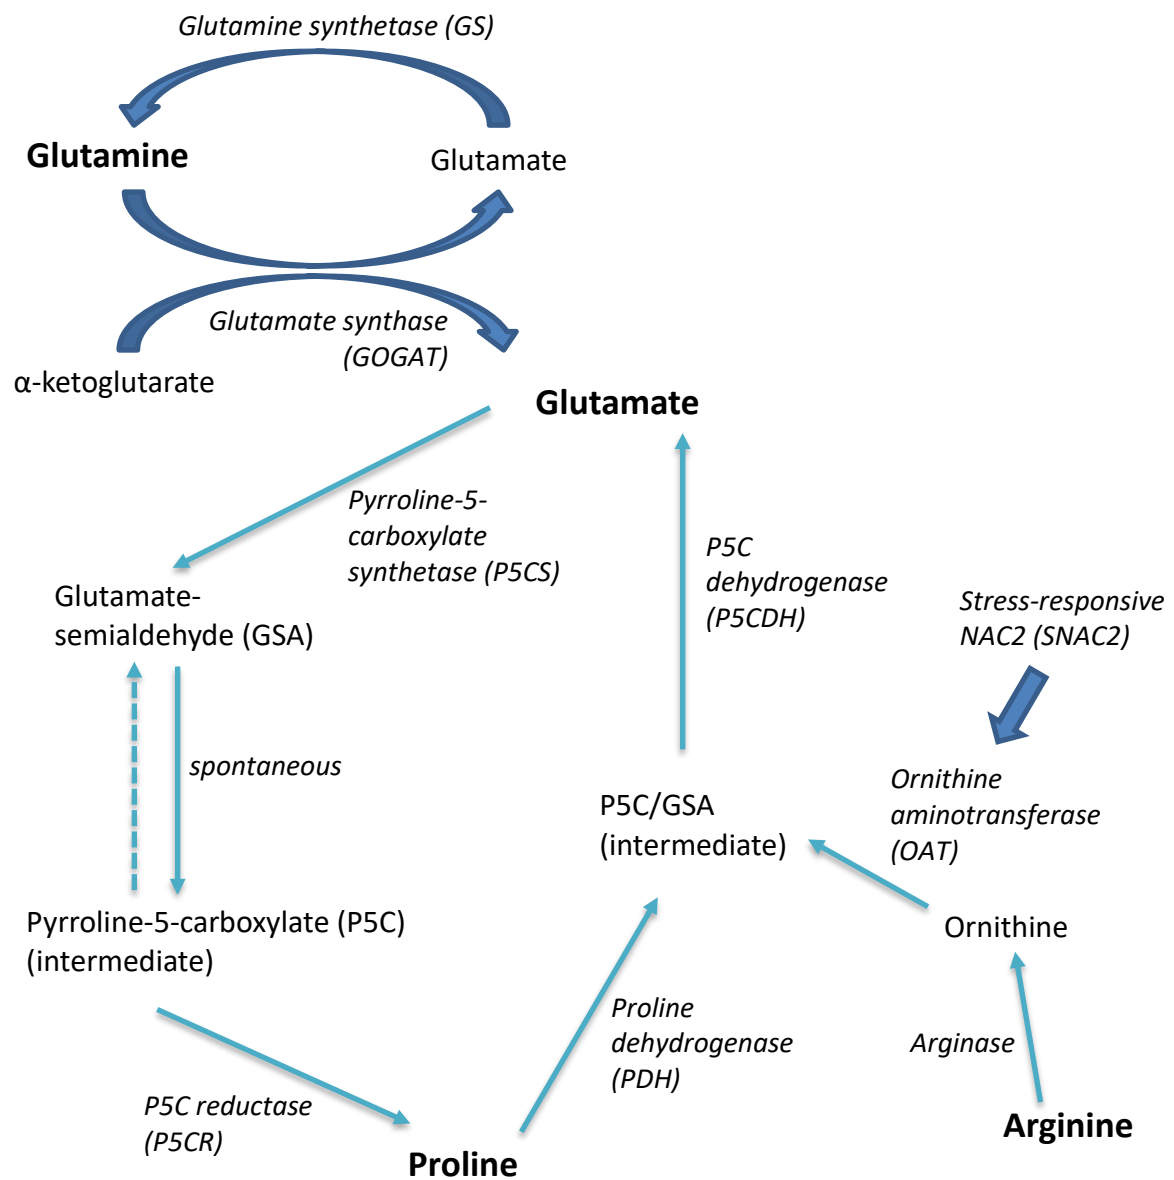 Glutamine synthetase (GS)
Glutamine
Glutamate
Glutamate synthase
(GOGAT)
α-ketoglutarate
Glutamate
Pyrroline-5-
carboxylate
synthetase (P5CS)
P5C
dehydrogenase
(P5CDH)
Glutamate-
semialdehyde (GSA)
Stress-responsive
NAC2 (SNAC2)
spontaneous
P5C/GSA
(intermediate)
Ornithine
aminotransferase
(OAT)
Pyrroline-5-carboxylate (P5C)
(intermediate)
Ornithine
Proline
dehydrogenase
(PDH)
Arginase
P5C reductase
(P5CR)
Proline
Arginine